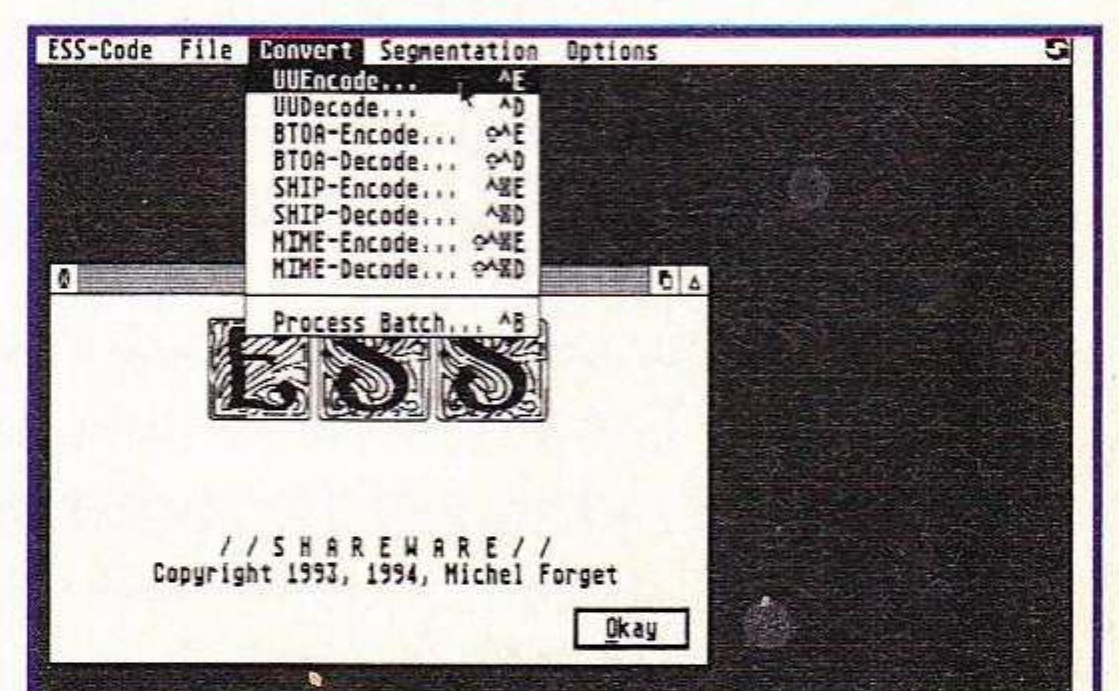 ESS-Code File Convert Segmentation Options
UUEncode... ^E
UUDecode... ^D
BTOA-Encode... ⇧^E
BTOA-Decode... ⇧^D
SHIP-Encode... ^⌘E
SHIP-Decode... ^⌘D
MIME-Encode... ⇧^⌘E
MIME-Decode... ⇧^⌘D
Process Batch... ^B
ESS
//SHAREWARE//
Copyright 1993, 1994, Michel Forget
Okay